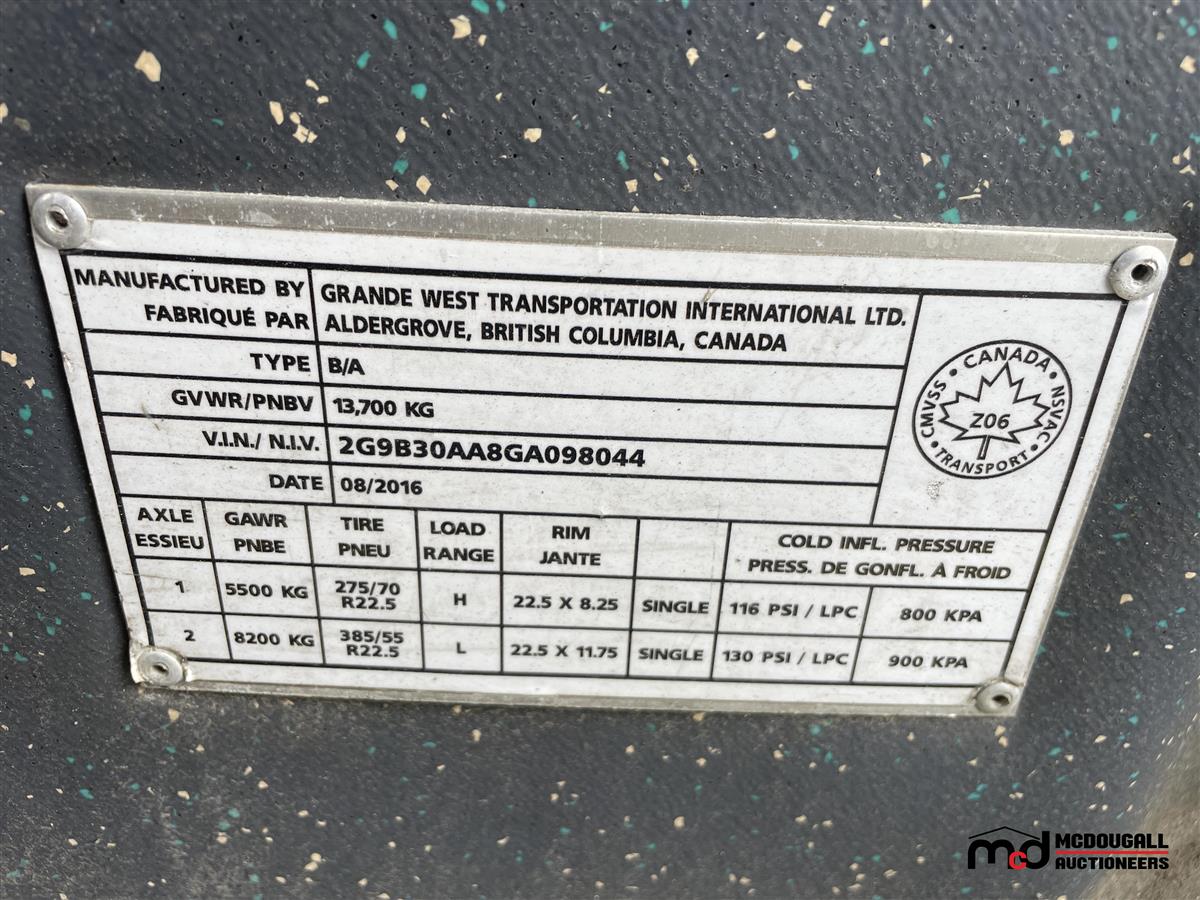 MANUFACTURED BY
FABRIQUÉ PAR
GRANDE WEST TRANSPORTATION INTERNATIONAL LTD.
ALDERGROVE, BRITISH COLUMBIA, CANADA
TYPE B/A
GVWR/PNBV 13,700 KG
V.I.N./ N.I.V. 2G9B30AA8GA098044
DATE 08/2016
CANADA • NSVAC • TRANSPORT • CMVSS •
Z06
AXLE GAWR TIRE LOAD RIM COLD INFL. PRESSURE
ESSIEU PNBE PNEU RANGE JANTE PRESS. DE GONFL. À FROID
1 5500 KG 275/70 R22.5 H 22.5 X 8.25 SINGLE 116 PSI / LPC 800 KPA
2 8200 KG 385/55 R22.5 L 22.5 X 11.75 SINGLE 130 PSI / LPC 900 KPA
mcd MCDOUGALL
AUCTIONEERS